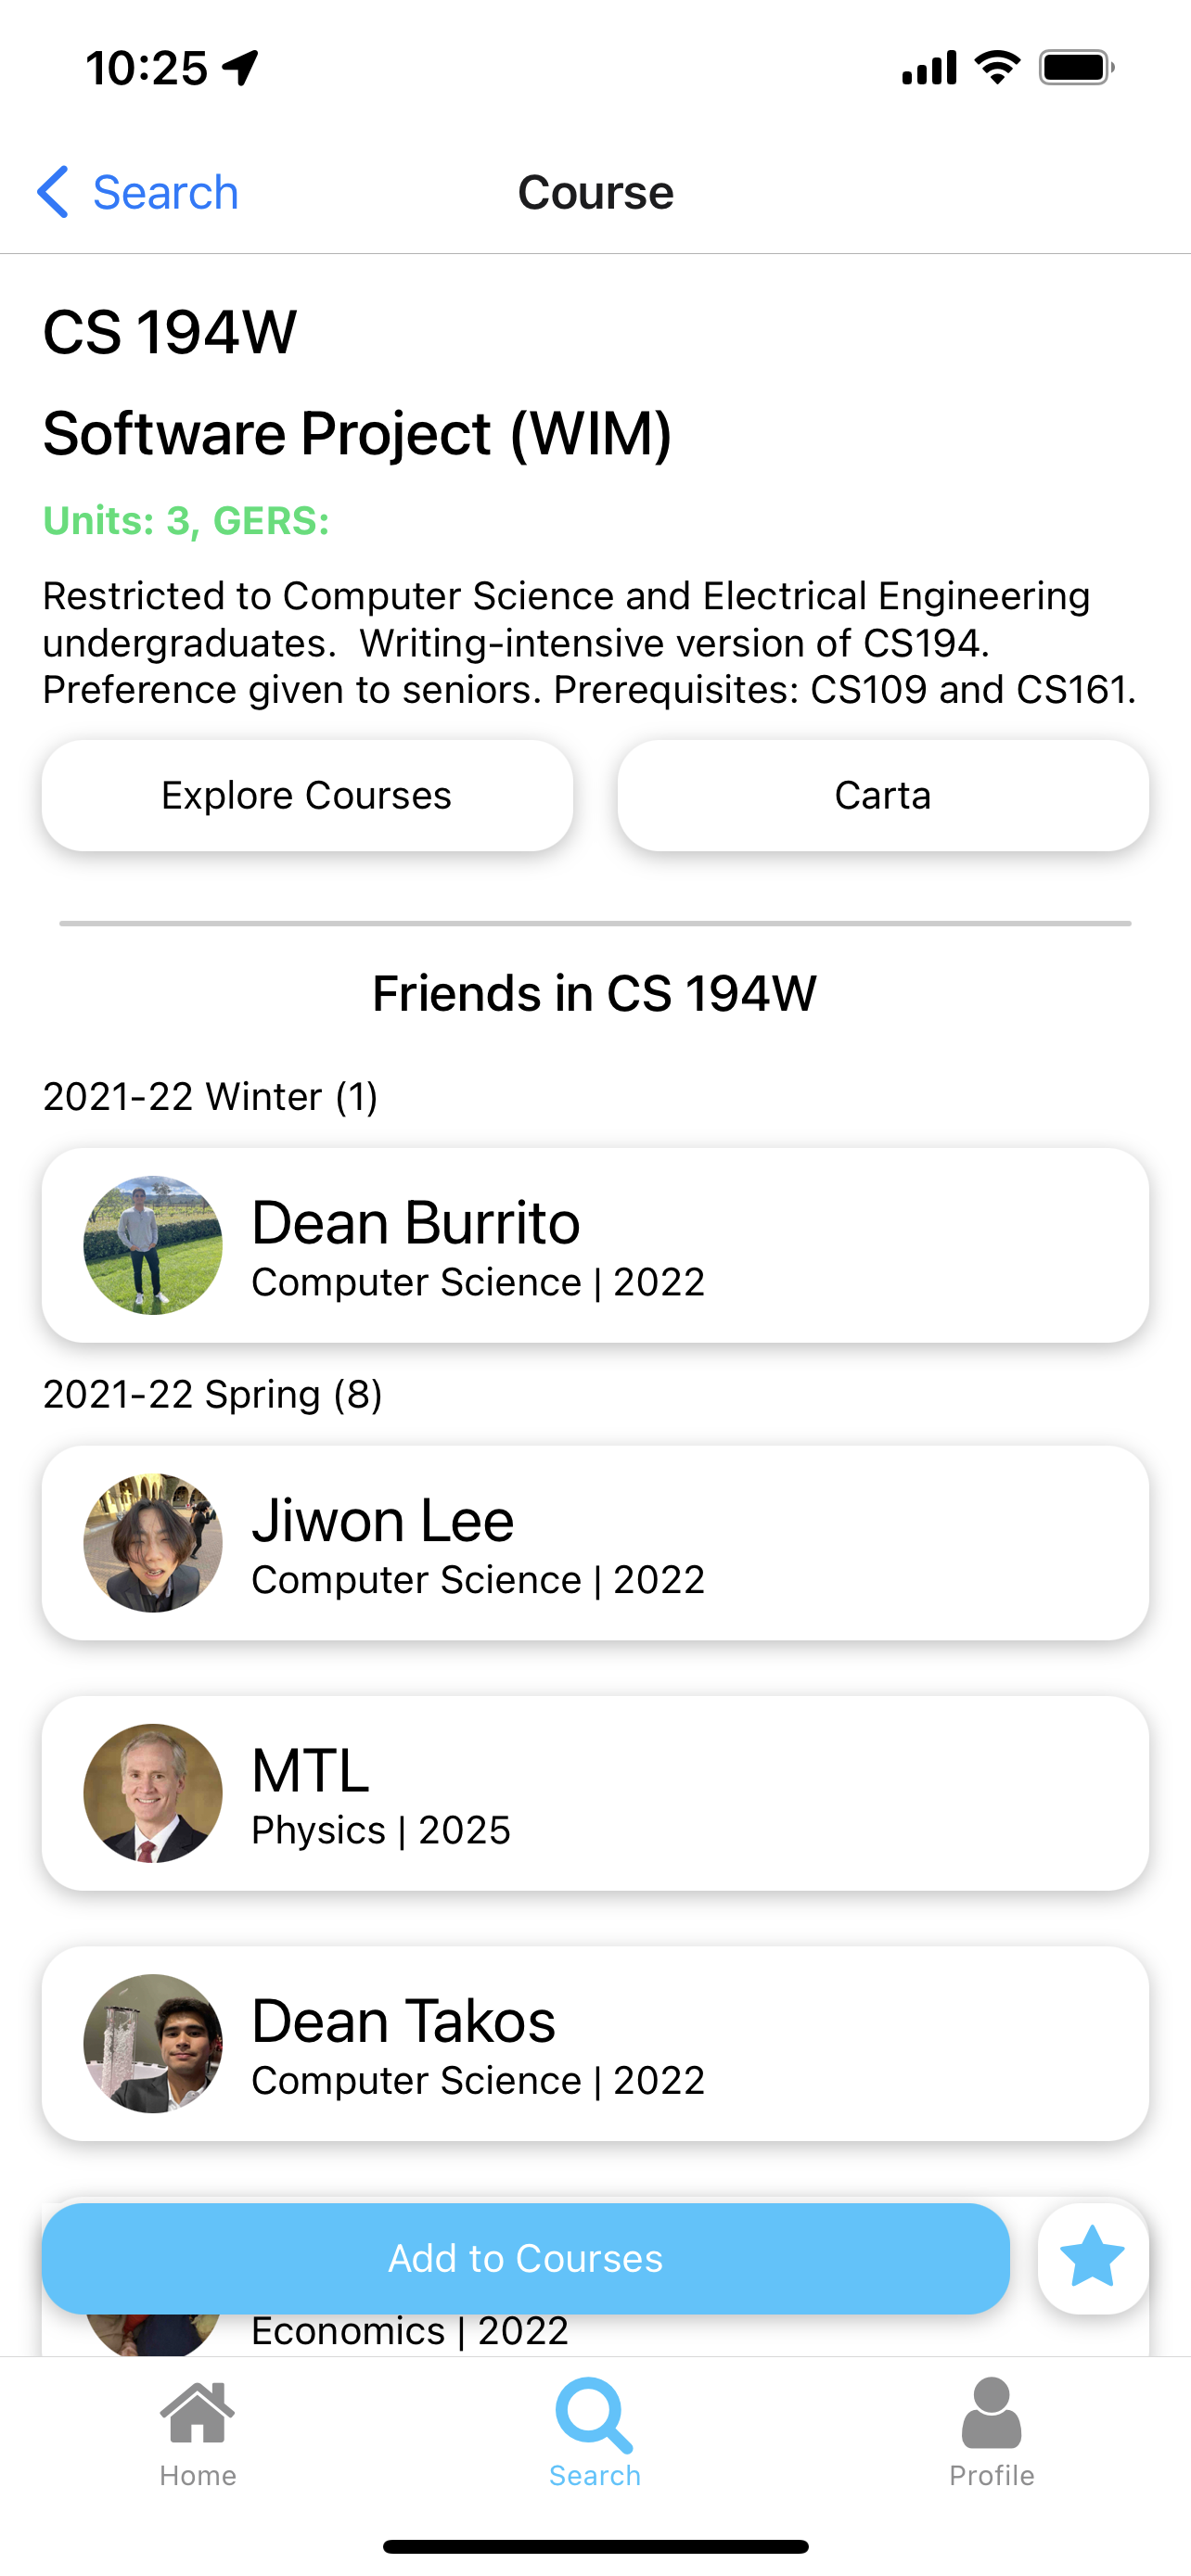 10:25
Search
Course
CS 194W
Software Project (WIM)
Units: 3, GERS:
Restricted to Computer Science and Electrical Engineering
undergraduates.  Writing-intensive version of CS194.
Preference given to seniors. Prerequisites: CS109 and CS161.
Explore Courses
Carta
Friends in CS 194W
2021-22 Winter (1)
Dean Burrito
Computer Science | 2022
2021-22 Spring (8)
Jiwon Lee
Computer Science | 2022
MTL
Physics | 2025
Dean Takos
Computer Science | 2022
Add to Courses
Economics | 2022
Home
Search
Profile